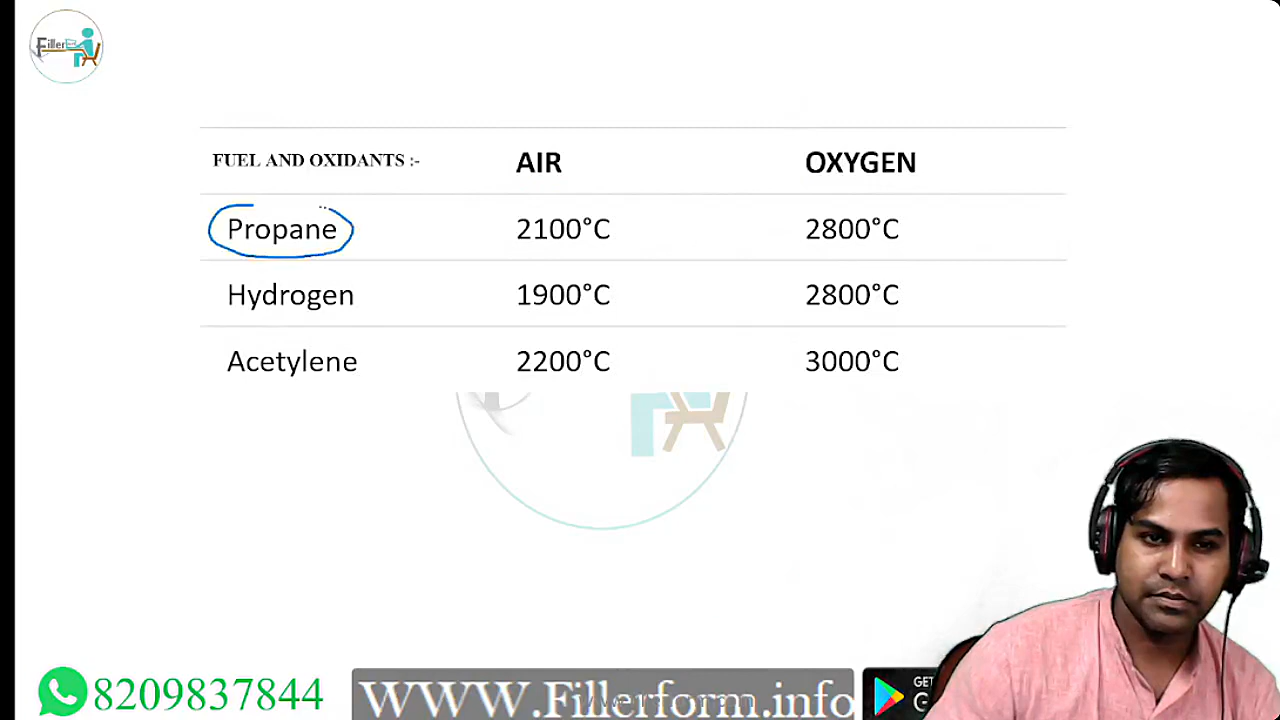 Filler
FUEL AND OXIDANTS :- AIR OXYGEN
Propane 2100°C 2800°C
Hydrogen 1900°C 2800°C
Acetylene 2200°C 3000°C
8209837844 WWW.Fillerform.info GET